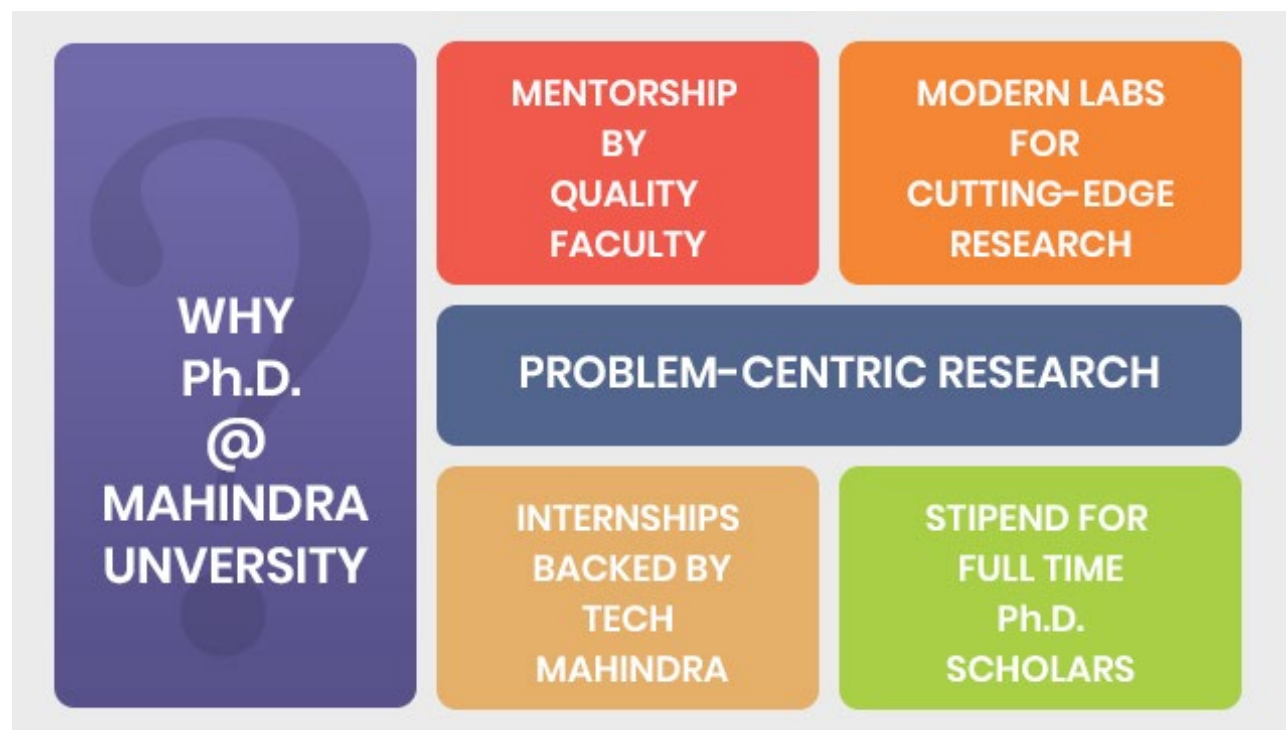 WHY
Ph.D.
@
MAHINDRA
UNVERSITY
MENTORSHIP
BY
QUALITY
FACULTY
MODERN LABS
FOR
CUTTING-EDGE
RESEARCH
PROBLEM-CENTRIC RESEARCH
INTERNSHIPS
BACKED BY
TECH
MAHINDRA
STIPEND FOR
FULL TIME
Ph.D.
SCHOLARS